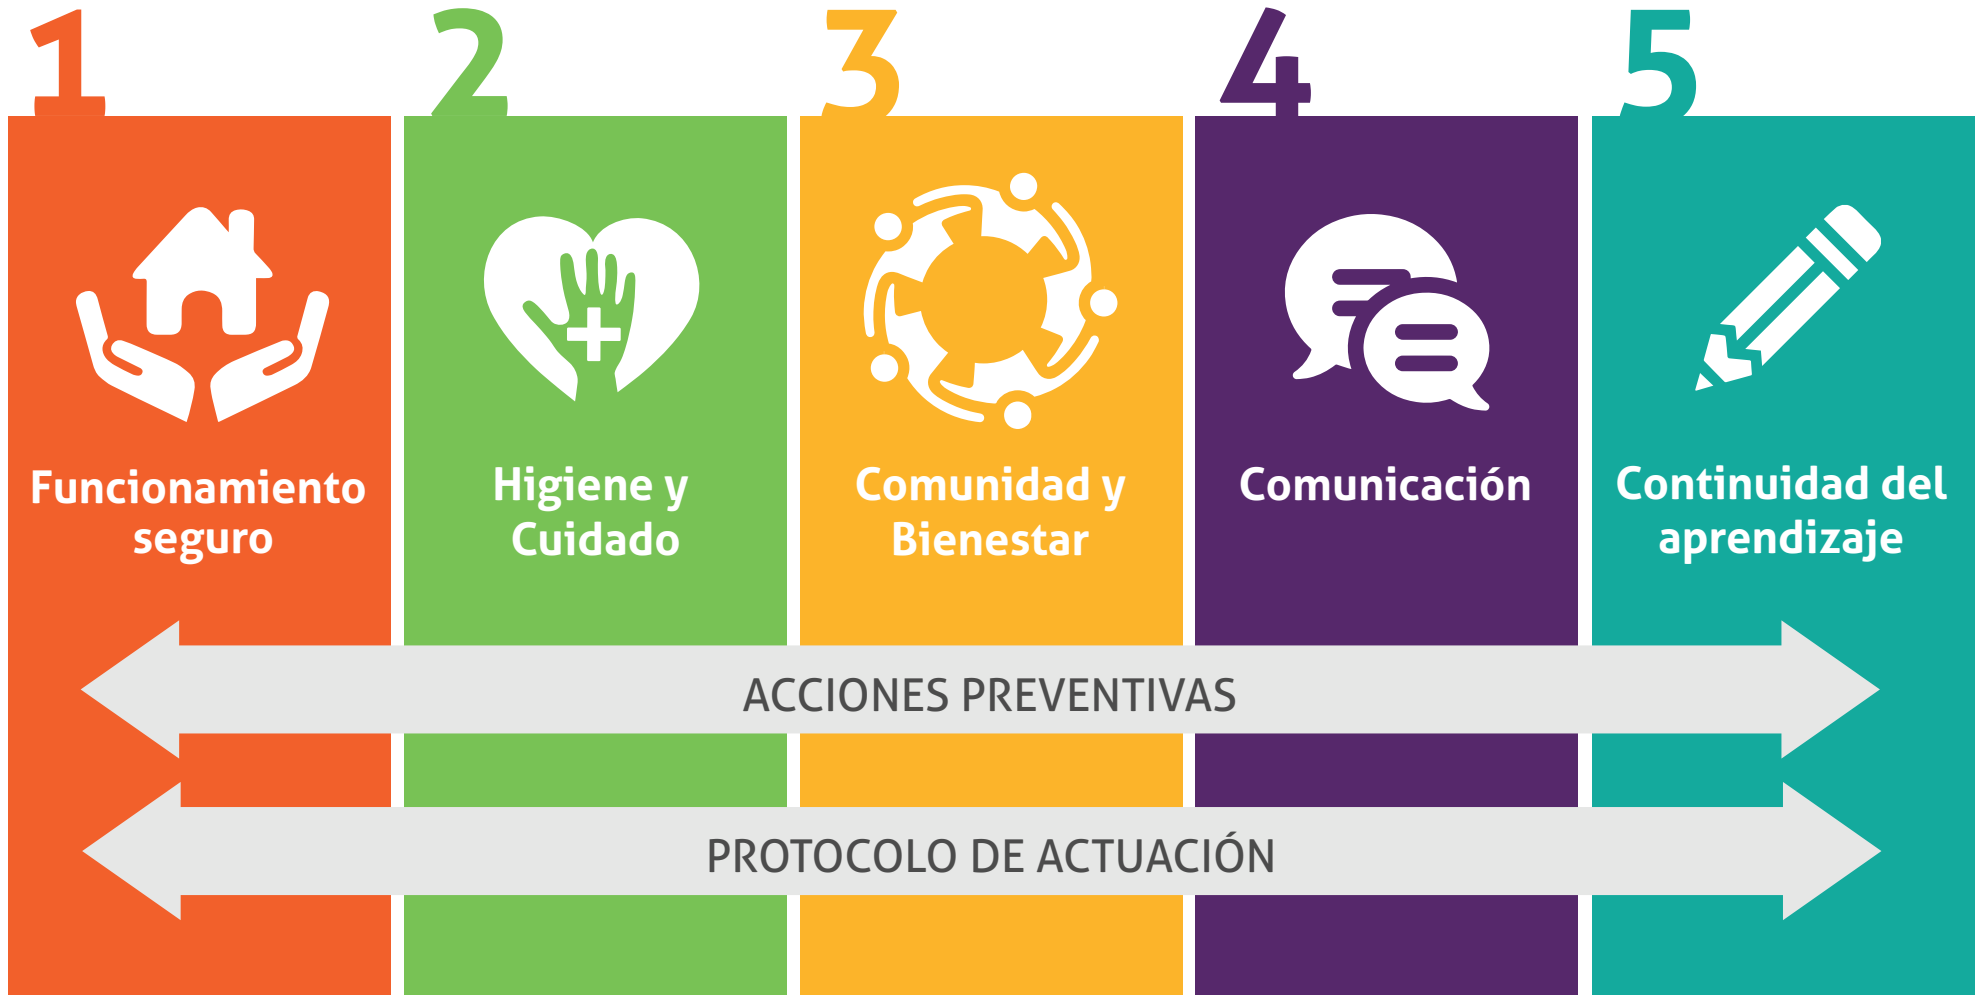 1
Funcionamiento
seguro
2
Higiene y
Cuidado
3
Comunidad y
Bienestar
4
Comunicación
5
Continuidad del
aprendizaje
ACCIONES PREVENTIVAS
PROTOCOLO DE ACTUACIÓN